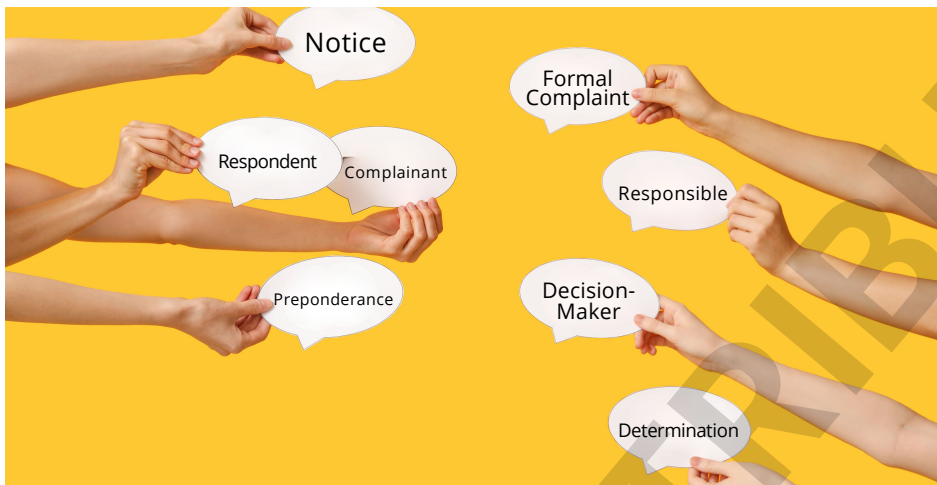 Notice
Formal
Complaint
Respondent
Complainant
Responsible
Preponderance
Decision-
Maker
Determination